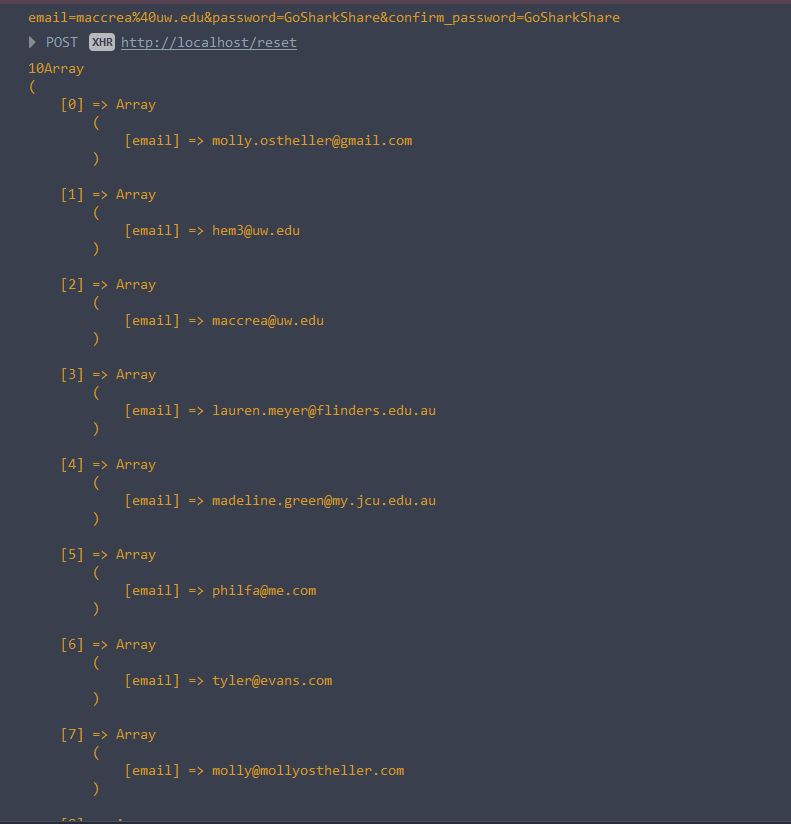 email=maccrea%40uw.edu&password=GoSharkShare&confirm_password=GoSharkShare
POST XHR http://localhost/reset
10Array
(
[0] => Array
(
[email] => molly.ostheller@gmail.com
)
[1] => Array
(
[email] => hem3@uw.edu
)
[2] => Array
(
[email] => maccrea@uw.edu
)
[3] => Array
(
[email] => lauren.meyer@flinders.edu.au
)
[4] => Array
(
[email] => madeline.green@my.jcu.edu.au
)
[5] => Array
(
[email] => philfa@me.com
)
[6] => Array
(
[email] => tyler@evans.com
)
[7] => Array
(
[email] => molly@mollyostheller.com
)